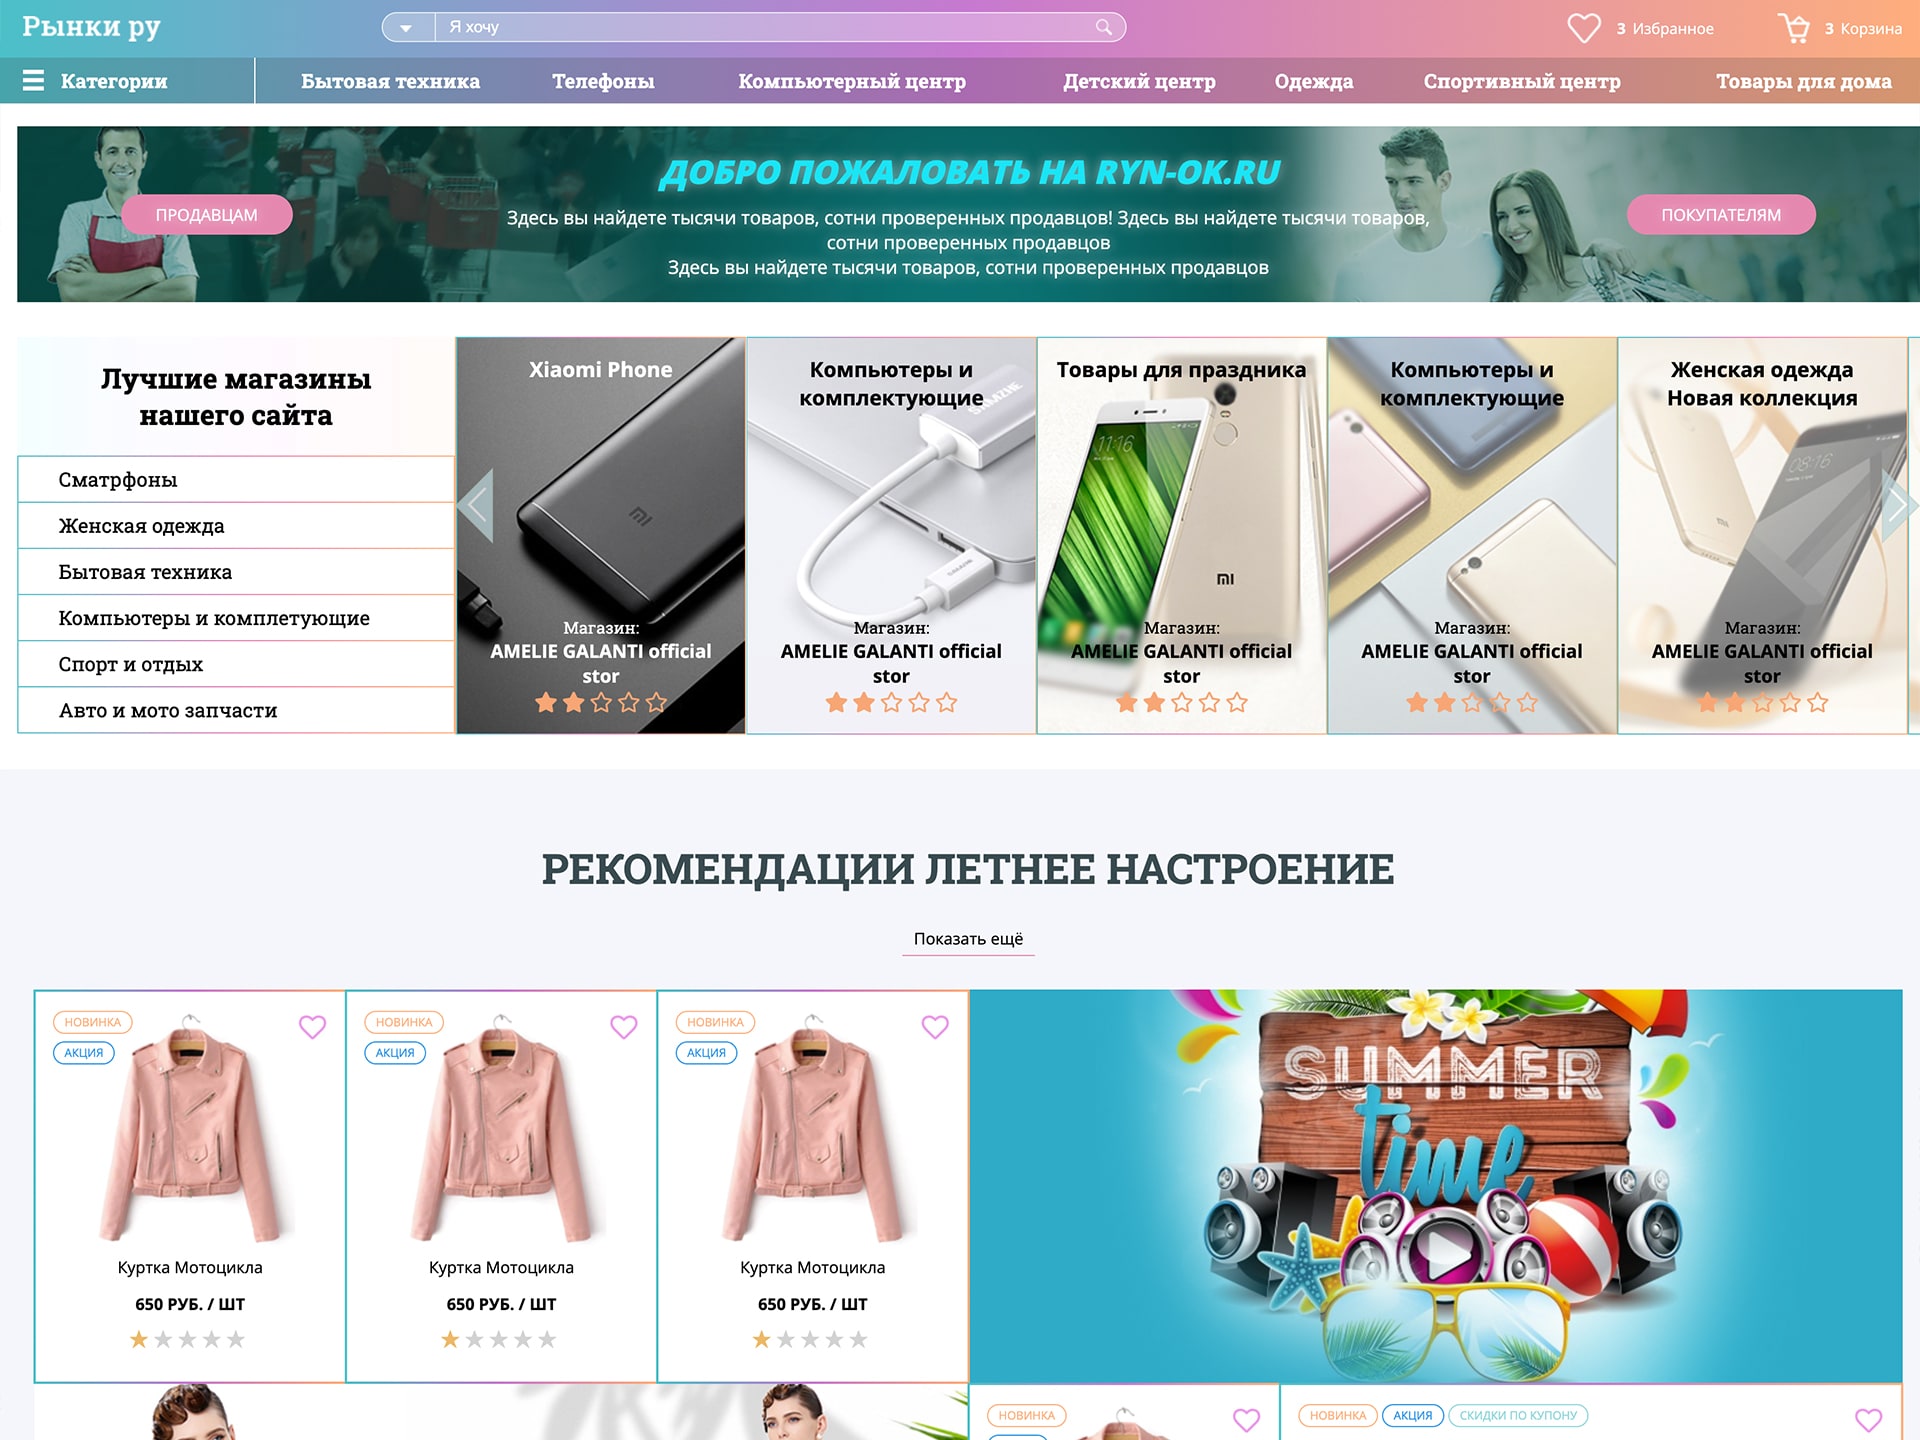 Рынки ру
Я хочу
3 Избранное
3 Корзина
Категории
Бытовая техника
Телефоны
Компьютерный центр
Детский центр
Одежда
Спортивный центр
Товары для дома
ДОБРО ПОЖАЛОВАТЬ НА RYN-OK.RU
ПРОДАВЦАМ
Здесь вы найдете тысячи товаров, сотни проверенных продавцов! Здесь вы найдете тысячи товаров,
сотни проверенных продавцов
Здесь вы найдете тысячи товаров, сотни проверенных продавцов
ПОКУПАТЕЛЯМ
Лучшие магазины
нашего сайта
Сматрфоны
Женская одежда
Бытовая техника
Компьютеры и комплетующие
Спорт и отдых
Авто и мото запчасти
Xiaomi Phone
Магазин:
AMELIE GALANTI official
stor
Компьютеры и
комплектующие
Магазин:
AMELIE GALANTI official
stor
Товары для праздника
11:16
Магазин:
AMELIE GALANTI official
stor
Компьютеры и
комплектующие
Магазин:
AMELIE GALANTI official
stor
Женская одежда
Новая коллекция
08:16
Магазин:
AMELIE GALANTI official
stor
РЕКОМЕНДАЦИИ ЛЕТНЕЕ НАСТРОЕНИЕ
Показать ещё
НОВИНКА
АКЦИЯ
Куртка Мотоцикла
650 РУБ. / ШТ
НОВИНКА
АКЦИЯ
Куртка Мотоцикла
650 РУБ. / ШТ
НОВИНКА
АКЦИЯ
Куртка Мотоцикла
650 РУБ. / ШТ
SUMMER
time
НОВИНКА
НОВИНКА
АКЦИЯ
СКИДКИ ПО КУПОНУ